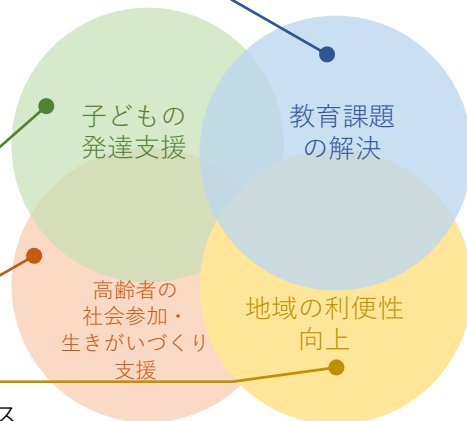 子どもの
発達支援
教育課題
の解決
高齢者の
社会参加・
生きがいづくり
支援
地域の利便性
向上
ス